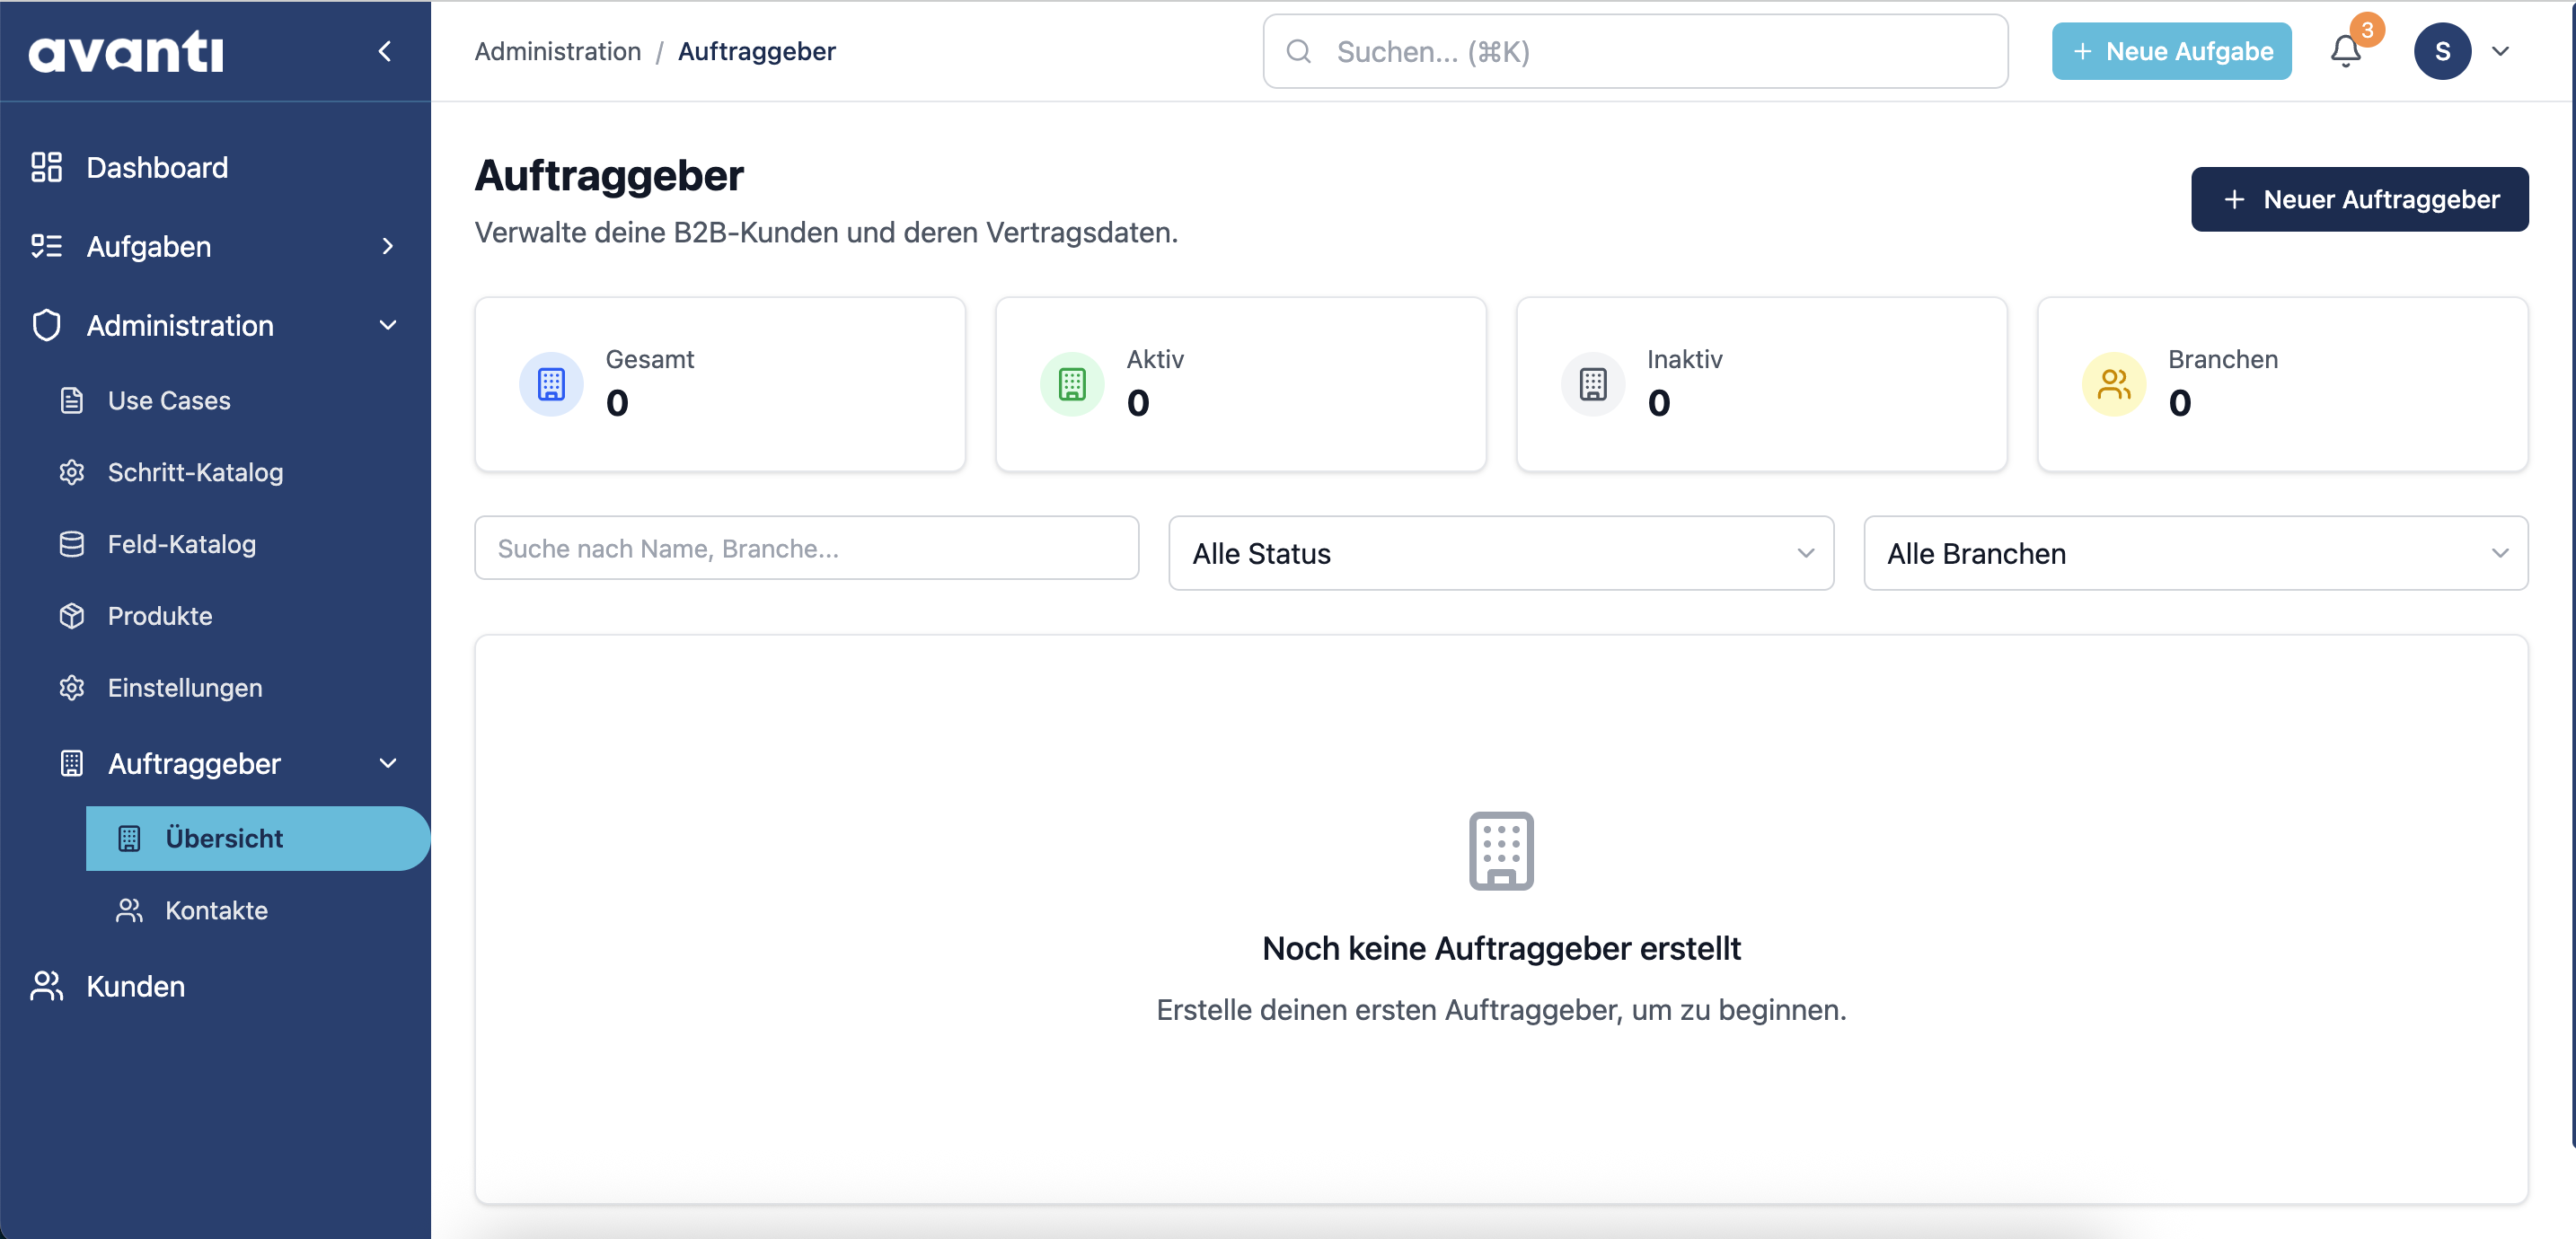 avanti
Administration / Auftraggeber
Suchen... (⌘K)
+ Neue Aufgabe
3
S
Dashboard
Aufgaben
Administration
Use Cases
Schritt-Katalog
Feld-Katalog
Produkte
Einstellungen
Auftraggeber
Übersicht
Kontakte
Kunden
Auftraggeber
Verwalte deine B2B-Kunden und deren Vertragsdaten.
+ Neuer Auftraggeber
Gesamt
0
Aktiv
0
Inaktiv
0
Branchen
0
Suche nach Name, Branche...
Alle Status
Alle Branchen
Noch keine Auftraggeber erstellt
Erstelle deinen ersten Auftraggeber, um zu beginnen.